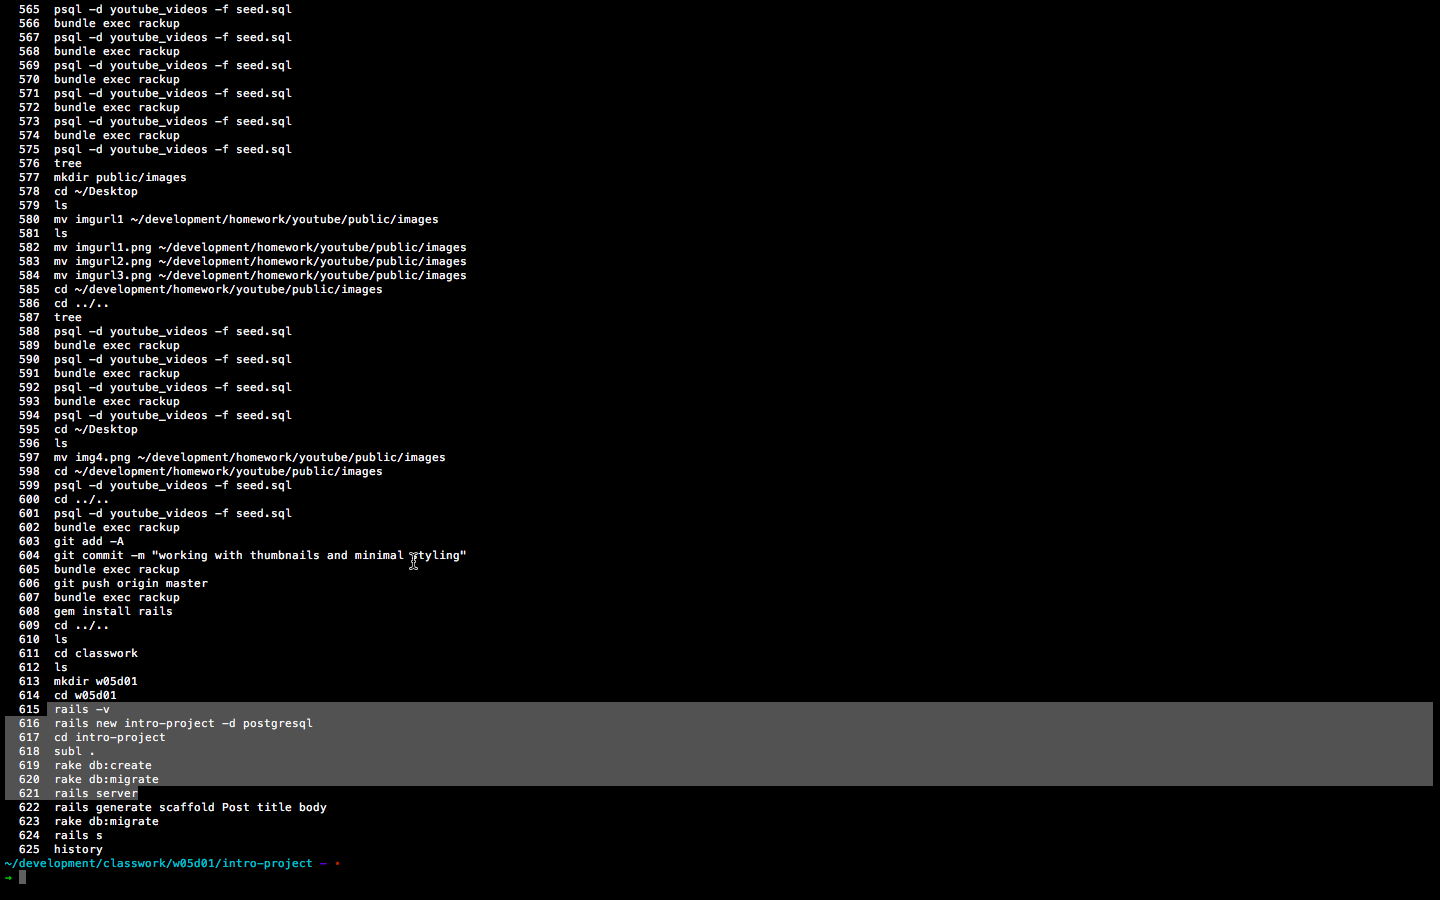 565  psql -d youtube_videos -f seed.sql
566  bundle exec rackup
567  psql -d youtube_videos -f seed.sql
568  bundle exec rackup
569  psql -d youtube_videos -f seed.sql
570  bundle exec rackup
571  psql -d youtube_videos -f seed.sql
572  bundle exec rackup
573  psql -d youtube_videos -f seed.sql
574  bundle exec rackup
575  psql -d youtube_videos -f seed.sql
576  tree
577  mkdir public/images
578  cd ~/Desktop
579  ls
580  mv imgurl1 ~/development/homework/youtube/public/images
581  ls
582  mv imgurl1.png ~/development/homework/youtube/public/images
583  mv imgurl2.png ~/development/homework/youtube/public/images
584  mv imgurl3.png ~/development/homework/youtube/public/images
585  cd ~/development/homework/youtube/public/images
586  cd ../..
587  tree
588  psql -d youtube_videos -f seed.sql
589  bundle exec rackup
590  psql -d youtube_videos -f seed.sql
591  bundle exec rackup
592  psql -d youtube_videos -f seed.sql
593  bundle exec rackup
594  psql -d youtube_videos -f seed.sql
595  cd ~/Desktop
596  ls
597  mv img4.png ~/development/homework/youtube/public/images
598  cd ~/development/homework/youtube/public/images
599  psql -d youtube_videos -f seed.sql
600  cd ../..
601  psql -d youtube_videos -f seed.sql
602  bundle exec rackup
603  git add -A
604  git commit -m "working with thumbnails and minimal styling"
605  bundle exec rackup
606  git push origin master
607  bundle exec rackup
608  gem install rails
609  cd ../..
610  ls
611  cd classwork
612  ls
613  mkdir w05d01
614  cd w05d01
615  rails -v
616  rails new intro-project -d postgresql
617  cd intro-project
618  subl .
619  rake db:create
620  rake db:migrate
621  rails server
622  rails generate scaffold Post title body
623  rake db:migrate
624  rails s
625  history
~/development/classwork/w05d01/intro-project – *
→